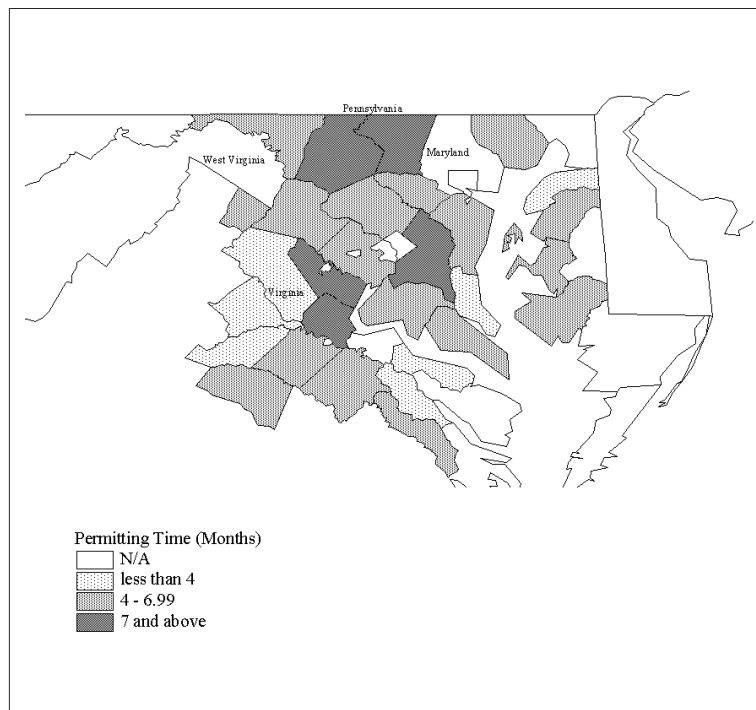 Pennsylvania
Maryland
West Virginia
Virginia
Permitting Time (Months)
N/A
less than 4
4 - 6.99
7 and above